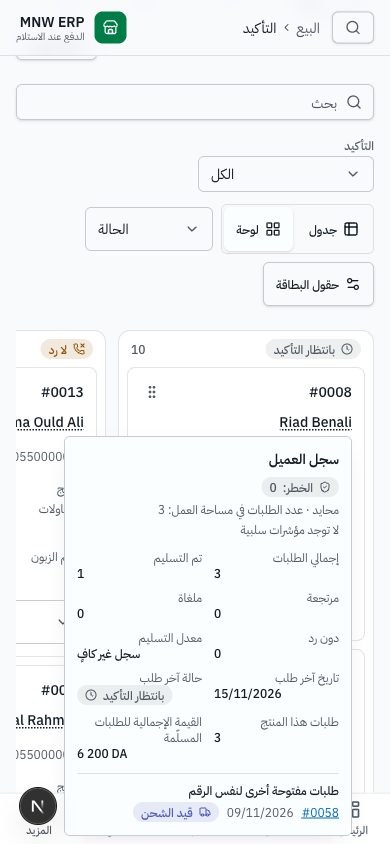 MNW ERP
الدفع عند الاستلام
البيع › التأكيد
بحث
التأكيد
الكل
جدول
لوحة
الحالة
حقول البطاقة
بانتظار التأكيد
10
#0008
Riad Benali
لا رد
#0013
ma Ould Ali
سجل العميل
الخطر: 0
محايد · عدد الطلبات في مساحة العمل: 3
لا توجد مؤشرات سلبية
إجمالي الطلبات
3
تم التسليم
1
مرتجعة
0
ملغاة
0
دون رد
0
معدل التسليم
سجل غير كافٍ
تاريخ آخر طلب
15/11/2026
حالة آخر طلب
بانتظار التأكيد
طلبات هذا المنتج
3
القيمة الإجمالية للطلبات
المسلّمة
6 200 DA
طلبات مفتوحة أخرى لنفس الرقم
#0058
09/11/2026
قيد الشحن
N
المزيد